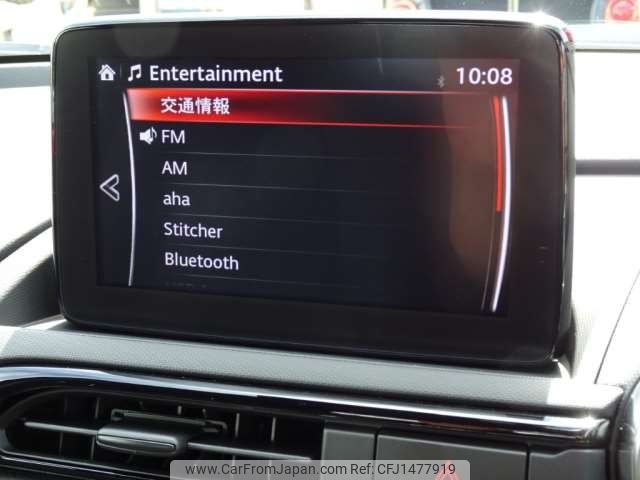 Entertainment
10:08
交通情報
FM
AM
aha
Stitcher
Bluetooth
www.CarFromJapan.com | Ref:CFJ1477919